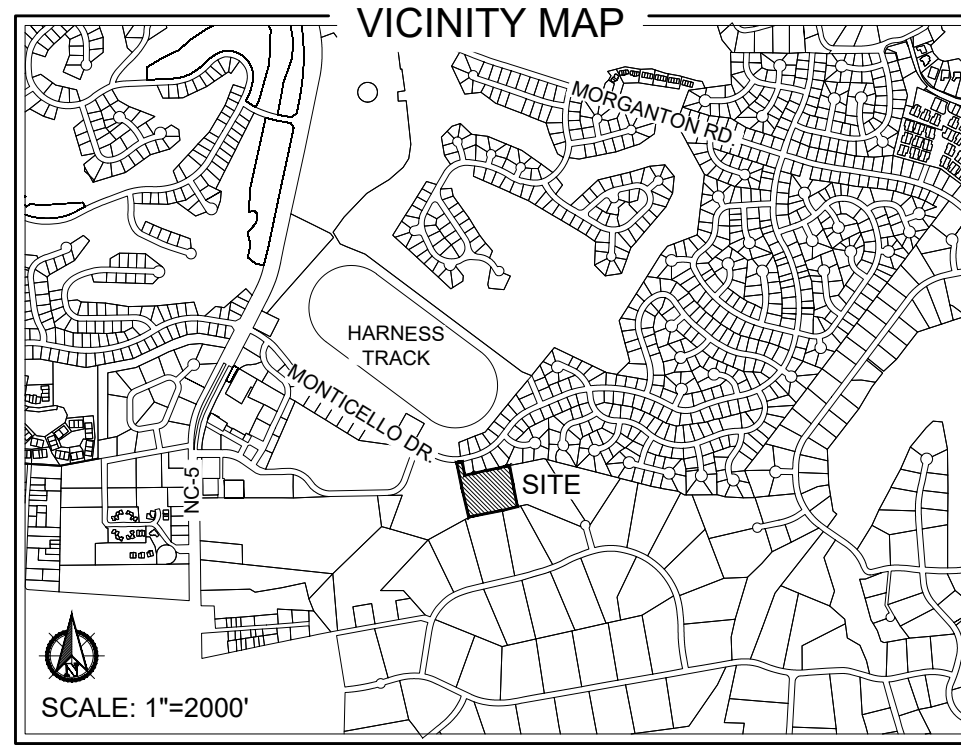 VICINITY MAP
MORGANTON RD.
HARNESS
TRACK
MONTICELLO DR.
SITE
NC-5
N
SCALE: 1"=2000'